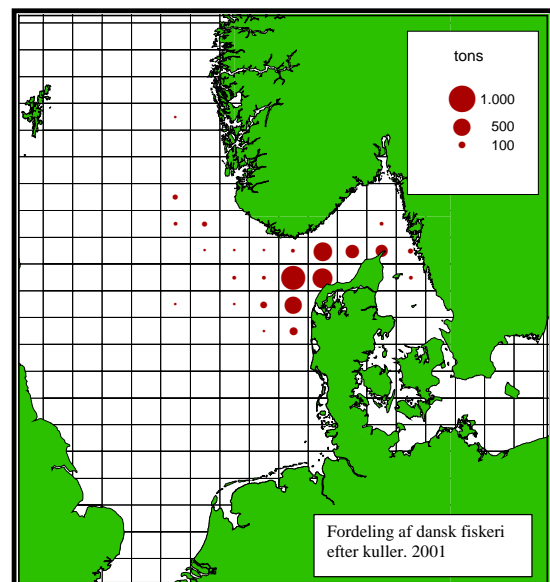 tons
1.000
500
100
Fordeling af dansk fiskeri
efter kuller. 2001